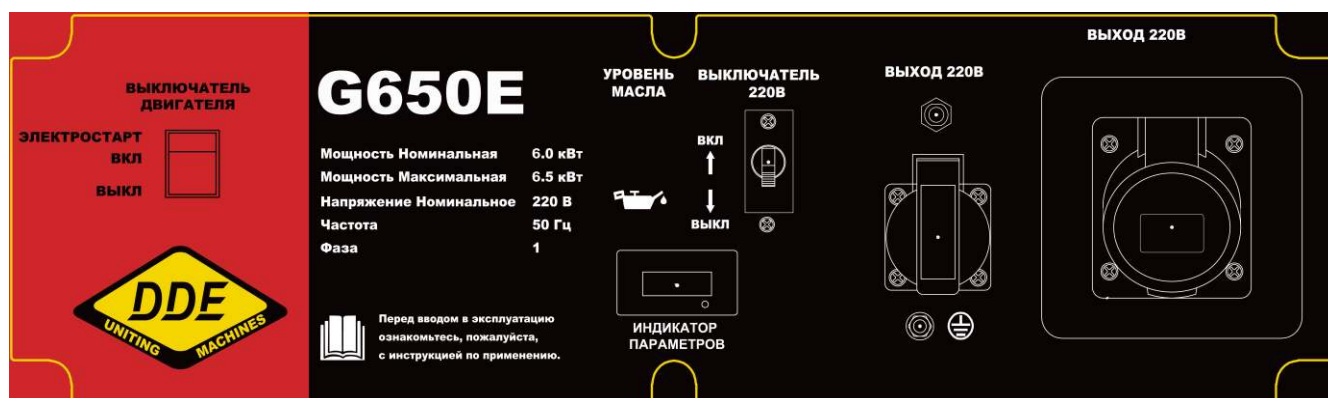 ВЫКЛЮЧАТЕЛЬ
ДВИГАТЕЛЯ
ЭЛЕКТРОСТАРТ
ВКЛ
ВЫКЛ
DDE
UNITING MACHINES
G650E
Мощность Номинальная 6.0 кВт
Мощность Максимальная 6.5 кВт
Напряжение Номинальное 220 В
Частота 50 Гц
Фаза 1
Перед вводом в эксплуатацию
ознакомьтесь, пожалуйста,
с инструкцией по применению.
УРОВЕНЬ
МАСЛА
ВЫКЛЮЧАТЕЛЬ
220В
ВКЛ
ВЫКЛ
ИНДИКАТОР
ПАРАМЕТРОВ
ВЫХОД 220В
ВЫХОД 220В